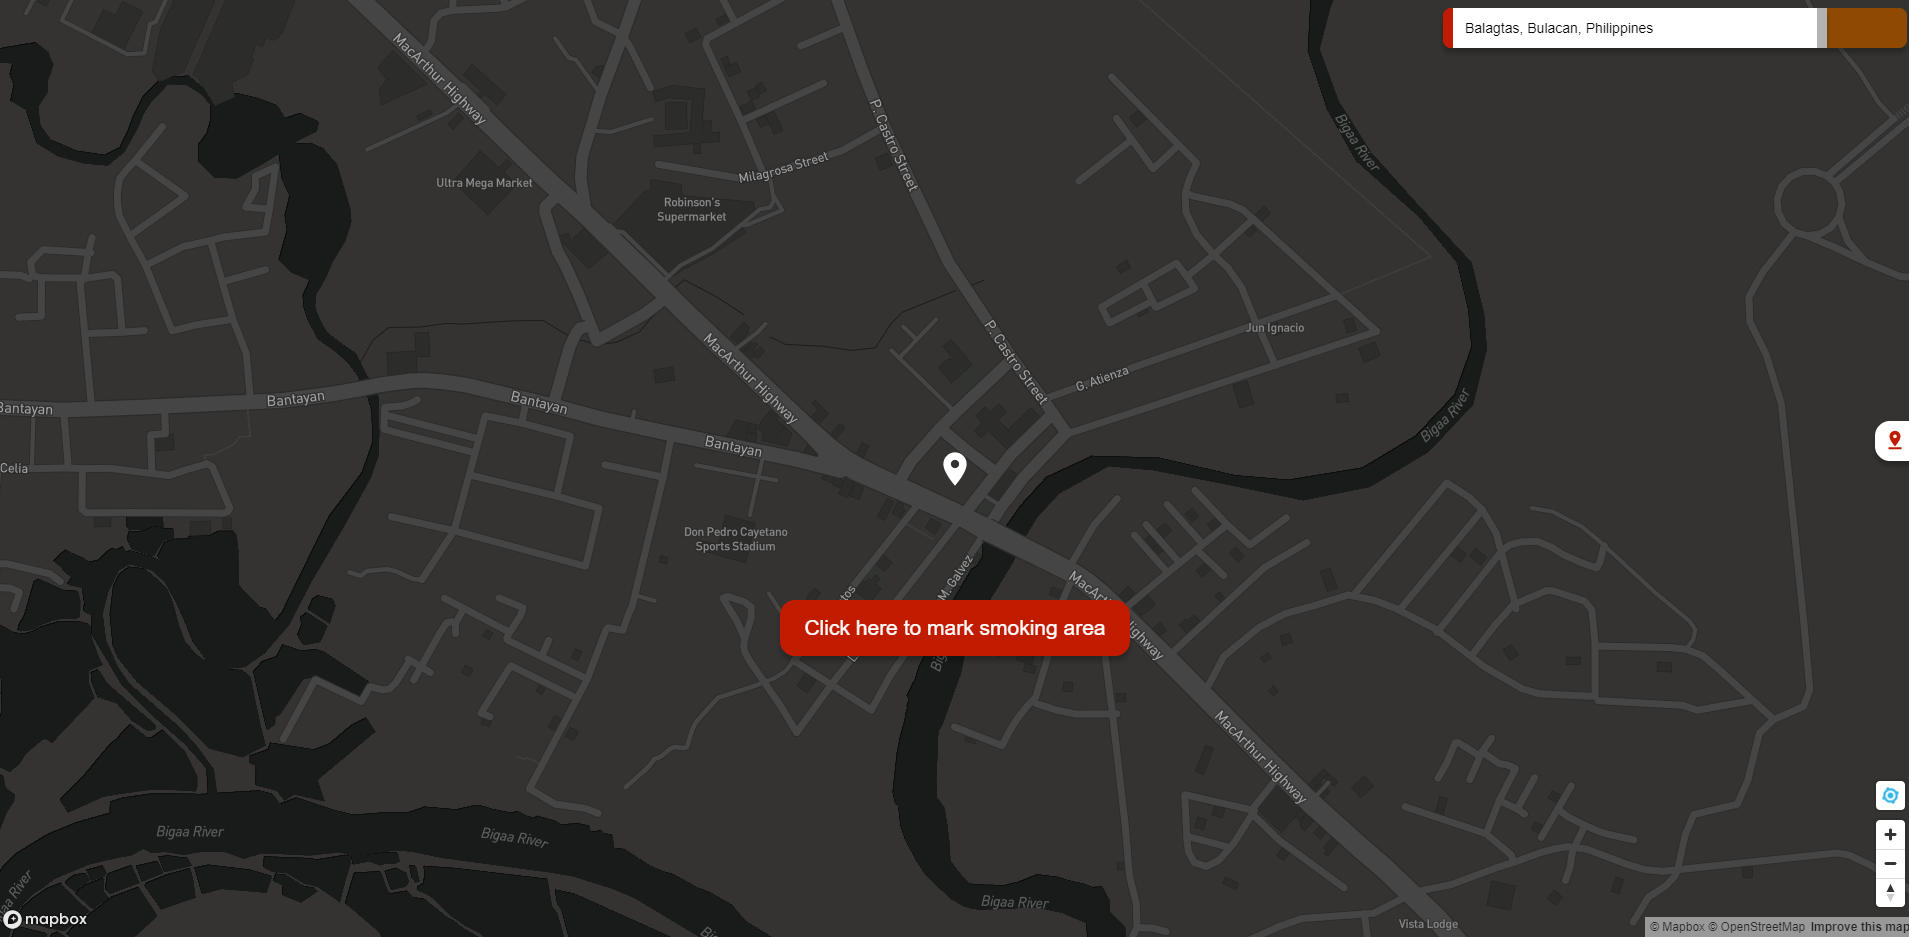 Balagtas, Bulacan, Philippines
MacArthur Highway
P. Castro Street
Bigaa River
Milagrosa Street
Ultra Mega Market
Robinson's
Supermarket
Jun Ignacio
P. Castro Street
MacArthur Highway
G. Atienza
Bantayan
Bantayan
Bantayan
Bigaa River
Bantayan
Celia
Don Pedro Cayetano
Sports Stadium
M. Galvez
MacArthur Highway
Click here to mark smoking area
MacArthur Highway
Bigaa River
Bigaa River
Bigaa River
Vista Lodge
mapbox
© Mapbox © OpenStreetMap Improve this map